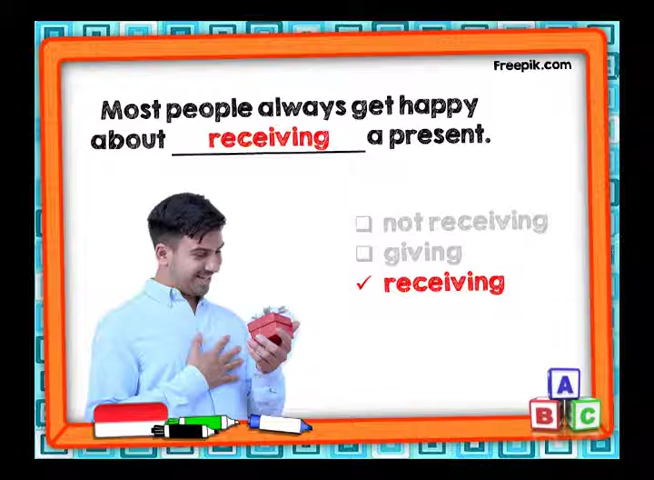 Freepik.com
Most people always get happy
about receiving a present.
not receiving
giving
receiving
A
B C